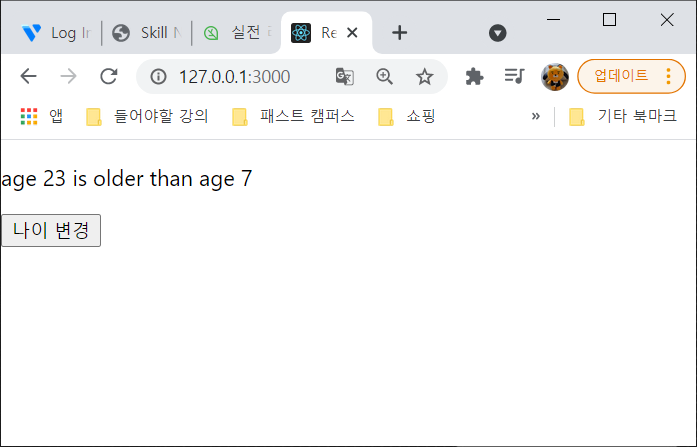 Log In
Skill N
실전
Re
127.0.0.1:3000
업데이트
앱
들어야할 강의
패스트 캠퍼스
쇼핑
»
기타 북마크
age 23 is older than age 7
나이 변경